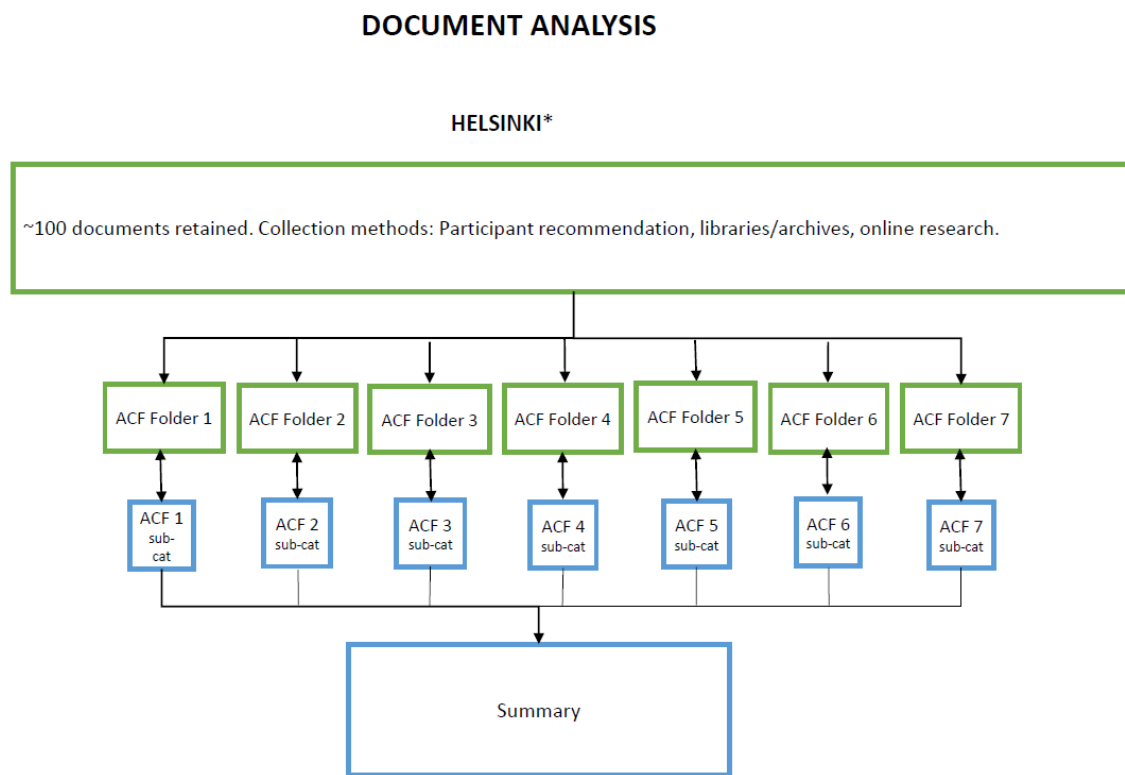 DOCUMENT ANALYSIS
HELSINKI*
~100 documents retained. Collection methods: Participant recommendation, libraries/archives, online research.
ACF Folder 1
ACF Folder 2
ACF Folder 3
ACF Folder 4
ACF Folder 5
ACF Folder 6
ACF Folder 7
ACF 1
sub-
cat
ACF 2
sub-cat
ACF 3
sub-cat
ACF 4
sub-cat
ACF 5
sub-cat
ACF 6
sub-cat
ACF 7
sub-cat
Summary